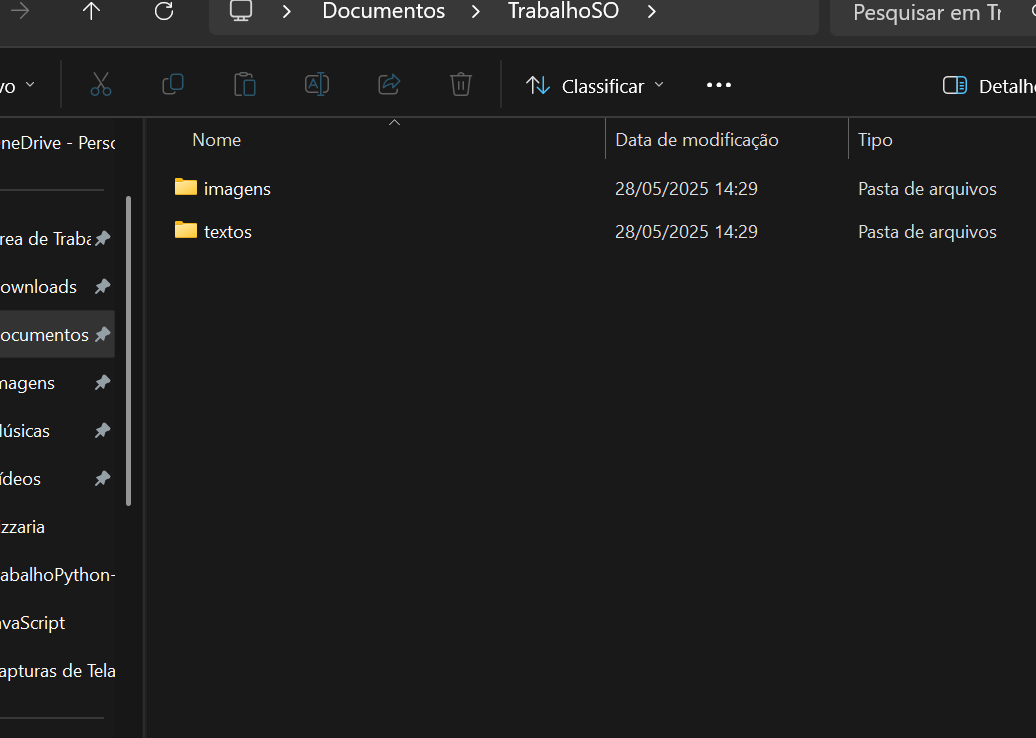 Documentos > TrabalhoSO >
Pesquisar em Tr
vo
Classificar
Detalhe
Nome
Data de modificação
Tipo
imagens 28/05/2025 14:29 Pasta de arquivos
textos 28/05/2025 14:29 Pasta de arquivos
neDrive - Perso
rea de Traba
ownloads
ocumentos
magens
úsicas
ídeos
zzaria
abalhoPython-
vaScript
apturas de Tela